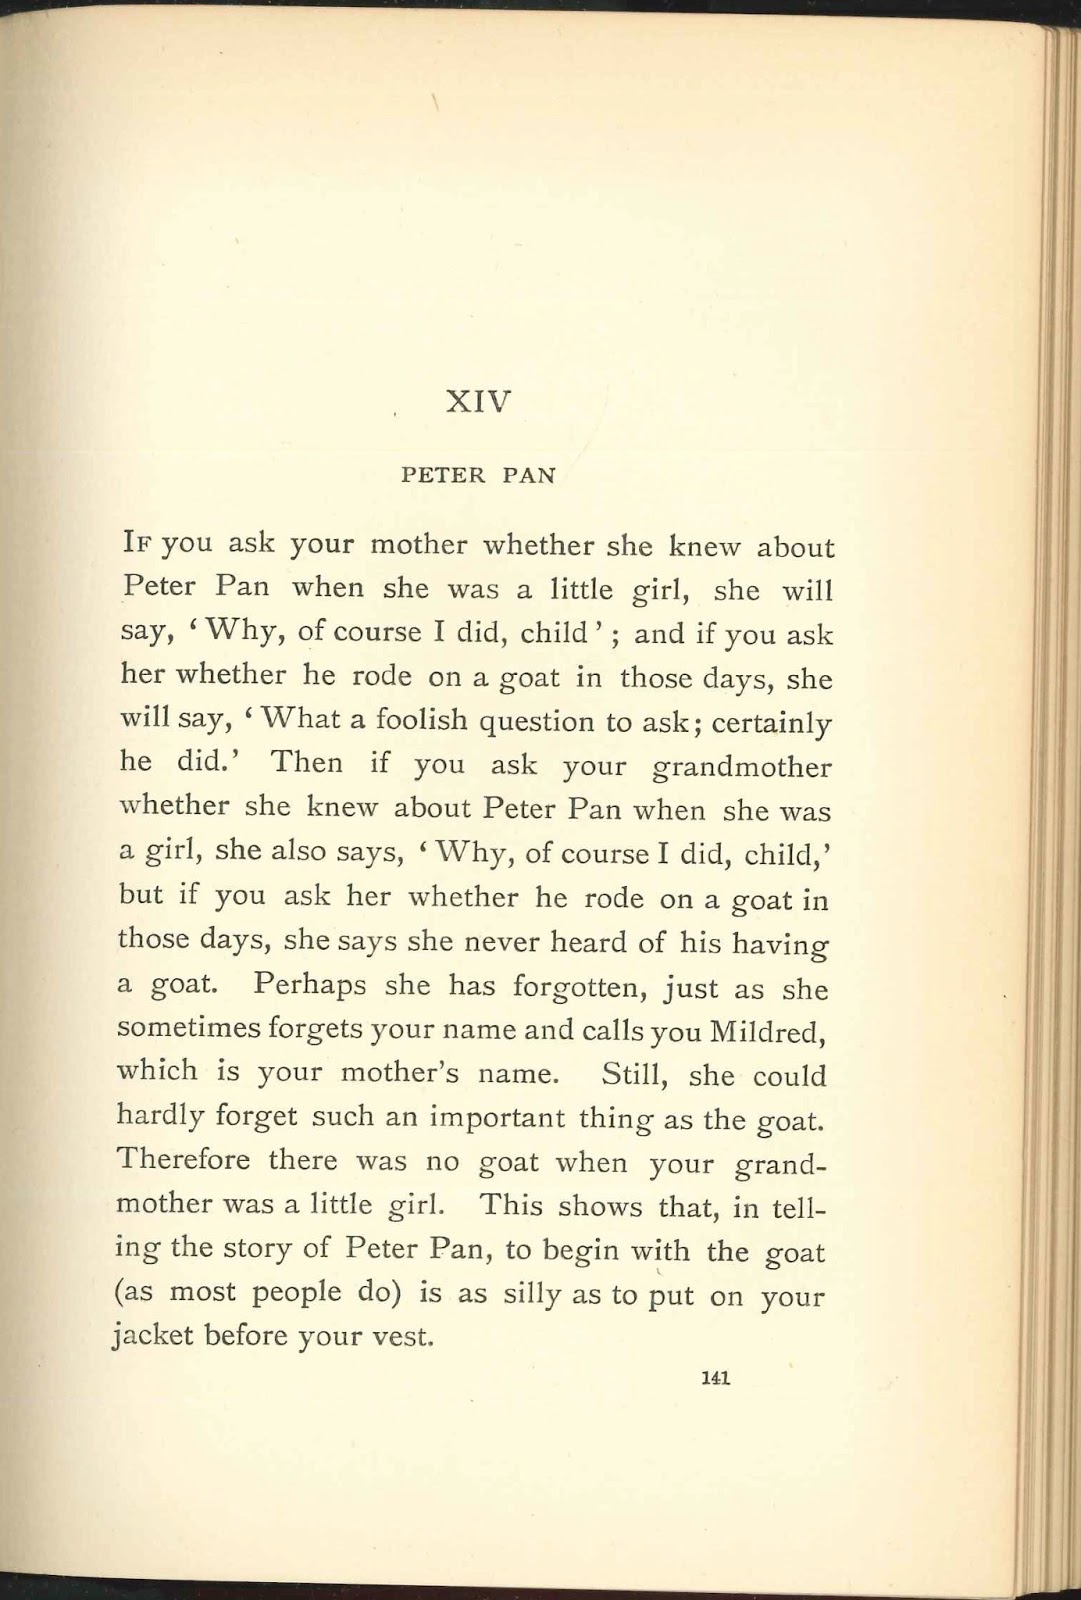 XIV
PETER PAN
IF you ask your mother whether she knew about
Peter Pan when she was a little girl, she will
say, ‘Why, of course I did, child’; and if you ask
her whether he rode on a goat in those days, she
will say, ‘What a foolish question to ask; certainly
he did.’ Then if you ask your grandmother
whether she knew about Peter Pan when she was
a girl, she also says, ‘Why, of course I did, child,’
but if you ask her whether he rode on a goat in
those days, she says she never heard of his having
a goat. Perhaps she has forgotten, just as she
sometimes forgets your name and calls you Mildred,
which is your mother’s name. Still, she could
hardly forget such an important thing as the goat.
Therefore there was no goat when your grand-
mother was a little girl. This shows that, in tell-
ing the story of Peter Pan, to begin with the goat
(as most people do) is as silly as to put on your
jacket before your vest.
141